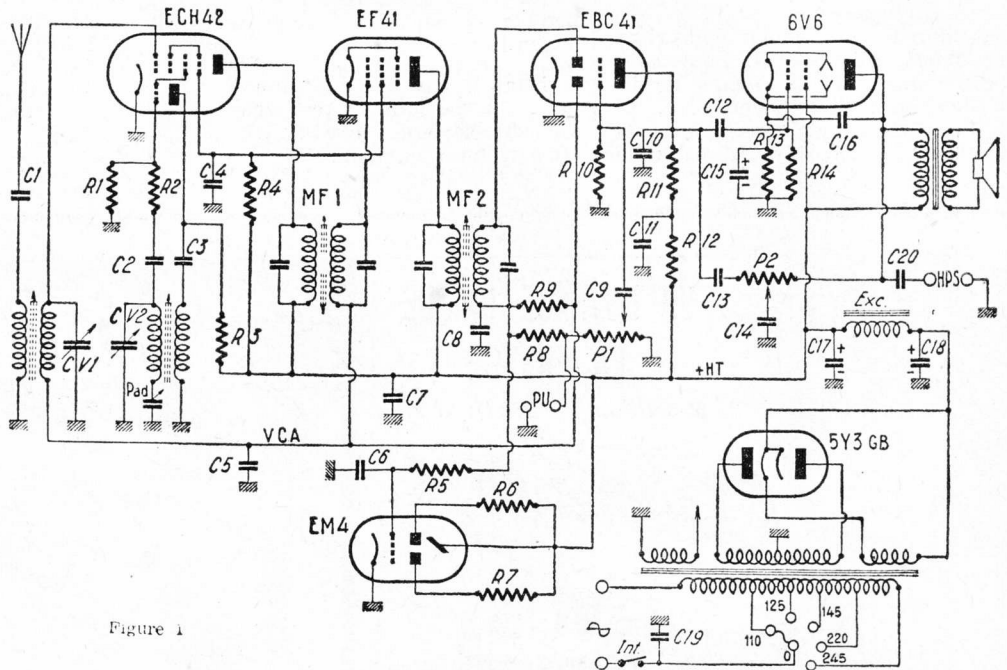 ECH42
EF41
EBC41
6V6
C1
R1
R2
C4
R4
MF1
MF2
R10
C10
R11
C12
C15
R13
R14
C16
C2
C3
C11
R12
C9
P2
C20
HPS
C13
C14
Exc.
CV1
CV2
Pad
R3
C8
R9
R8
P1
C17
C18
+HT
C7
PU
VCA
C5
C6
R5
R6
EM4
R7
5Y3GB
125
145
110
220
0
245
Int
C19
Figure 1